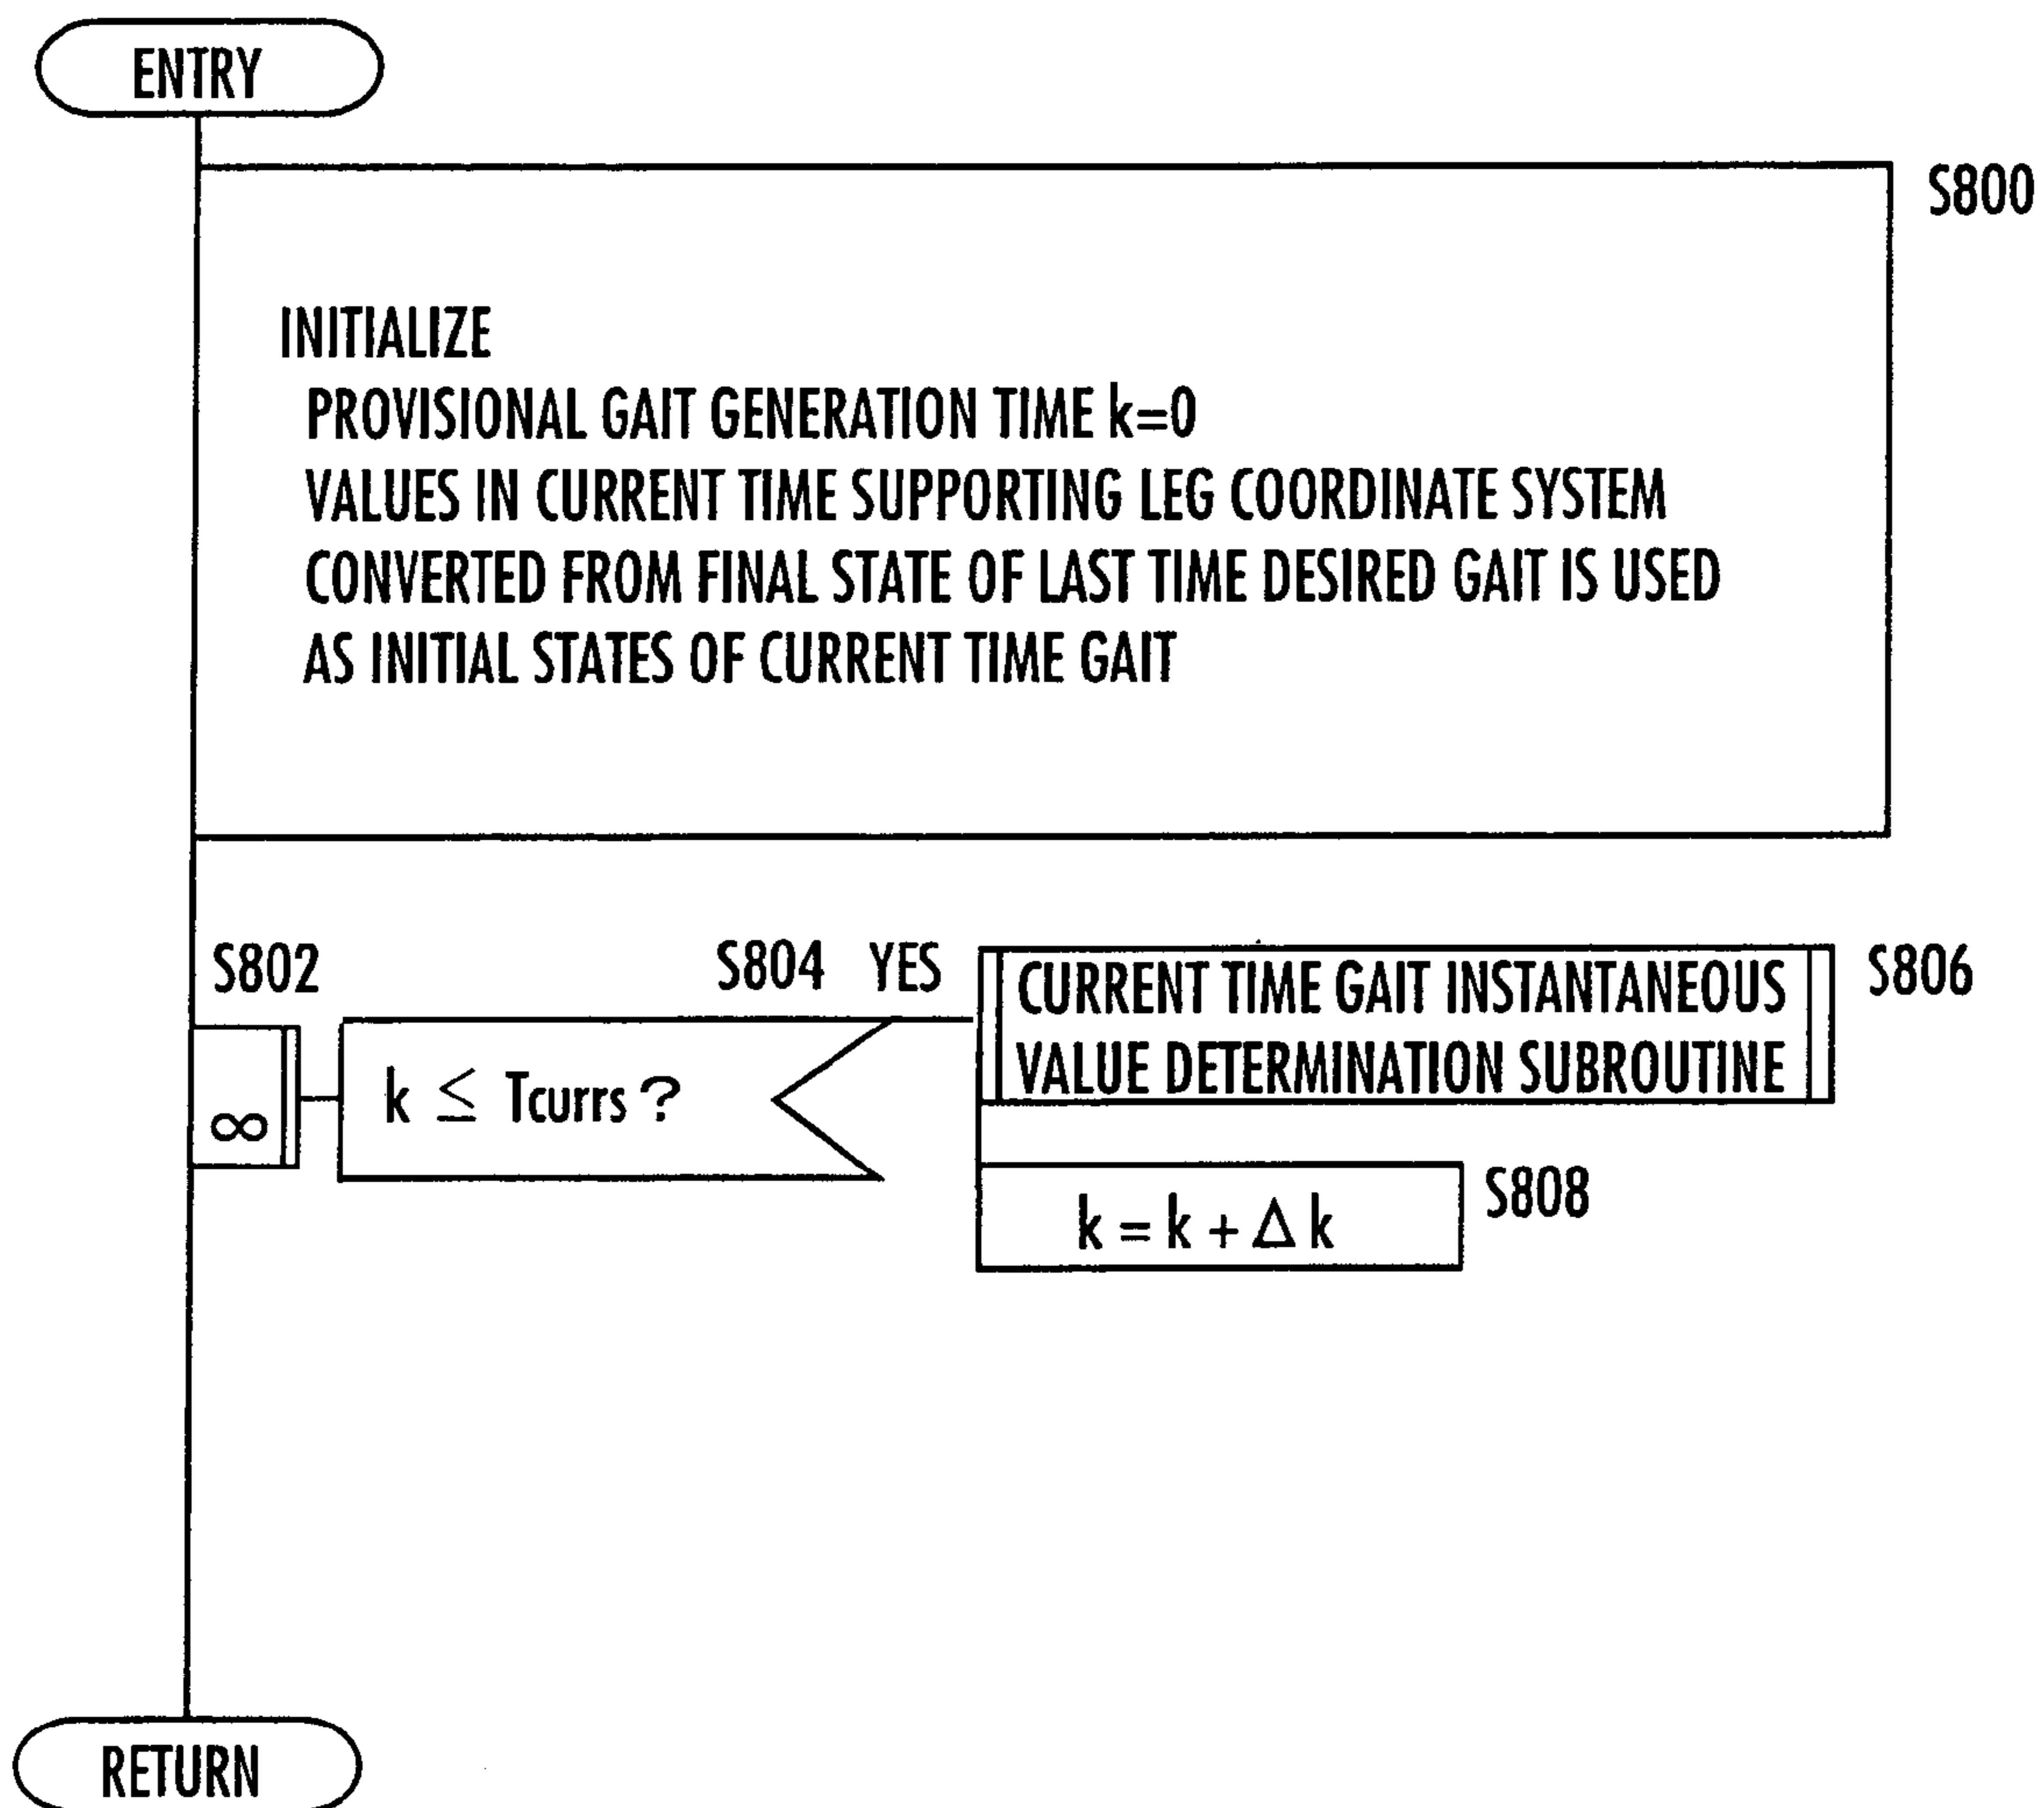 ENTRY
S800
INITIALIZE
PROVISIONAL GAIT GENERATION TIME k=0
VALUES IN CURRENT TIME SUPPORTING LEG COORDINATE SYSTEM
CONVERTED FROM FINAL STATE OF LAST TIME DESIRED GAIT IS USED
AS INITIAL STATES OF CURRENT TIME GAIT
S802
∞
S804 YES
k ≤ Tcurrs ?
CURRENT TIME GAIT INSTANTANEOUS
VALUE DETERMINATION SUBROUTINE
S806
k = k + Δ k
S808
RETURN